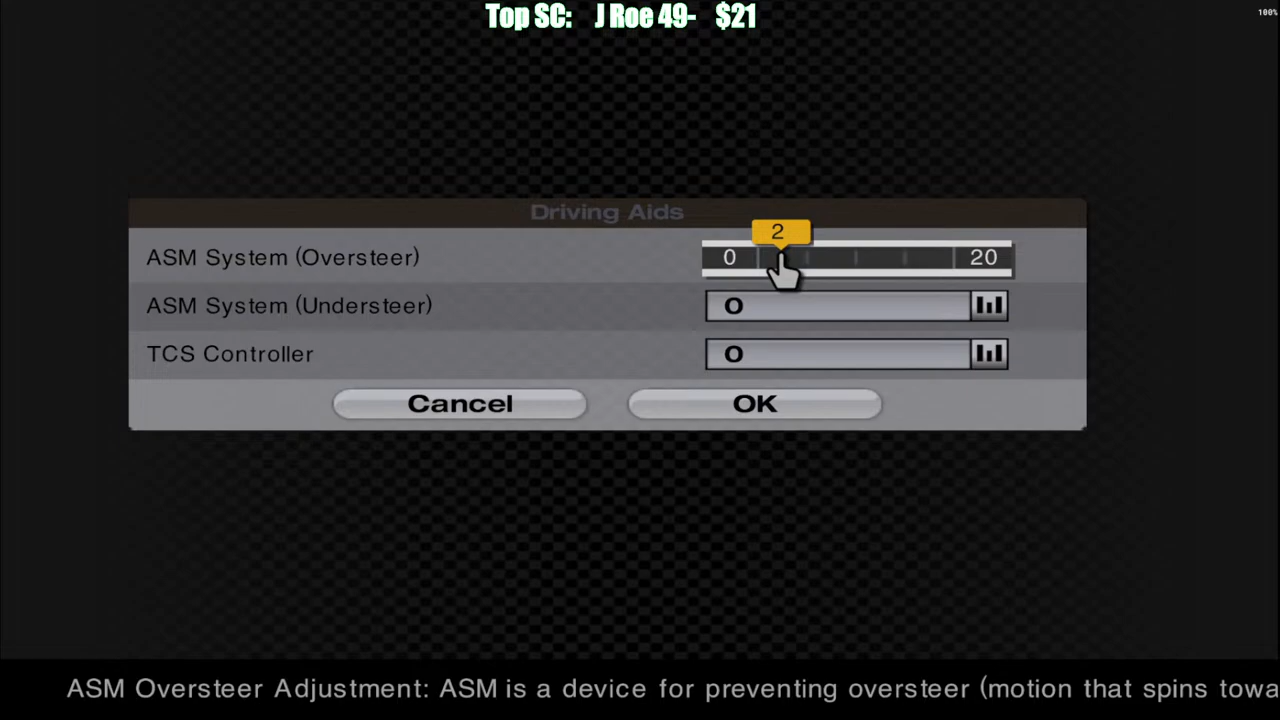 Top SC: J Roe 49- $21
100%
Driving Aids
2
ASM System (Oversteer) 0 20
ASM System (Understeer) 0
TCS Controller 0
Cancel OK
ASM Oversteer Adjustment: ASM is a device for preventing oversteer (motion that spins towa